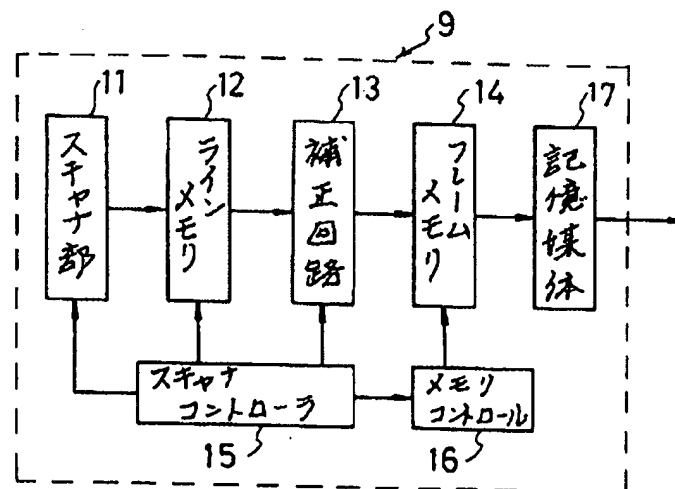 9
11
12
13
14
17
スキャナ部
ライン
メモリ
補正回路
フレーム
メモリ
記憶媒体
スキャナ
コントローラ
メモリ
コントロール
15
16